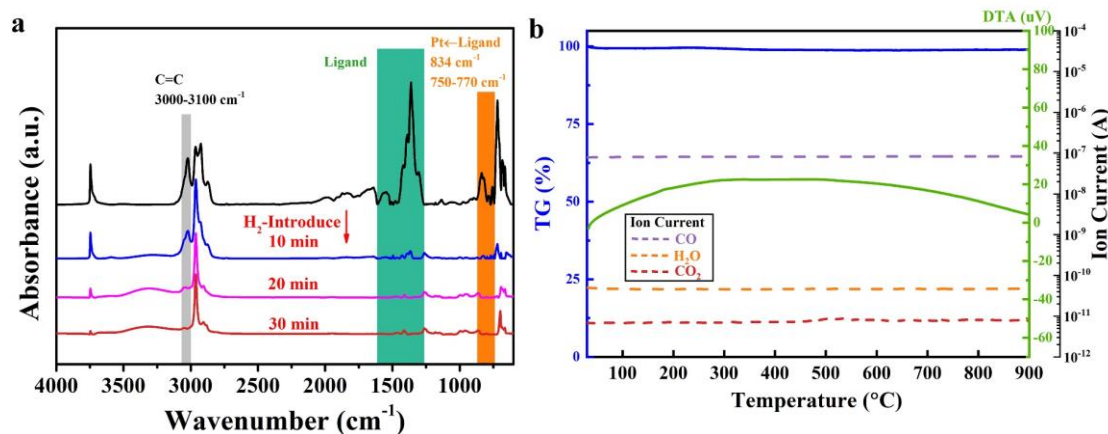 a
C=C
3000-3100 cm⁻¹
Ligand
Pt←Ligand
834 cm⁻¹
750-770 cm⁻¹
H₂-Introduce
10 min
20 min
30 min
Absorbance (a.u.)
4000 3500 3000 2500 2000 1500 1000
Wavenumber (cm⁻¹)
b
DTA (uV)
TG (%)
100
75
50
25
0
Ion Current
CO
H₂O
CO₂
100
80
60
40
20
0
-20
-40
-60
10⁻⁴
10⁻⁵
10⁻⁶
10⁻⁷
10⁻⁸
10⁻⁹
10⁻¹⁰
10⁻¹¹
10⁻¹²
Ion Current (A)
100 200 300 400 500 600 700 800 900
Temperature (°C)